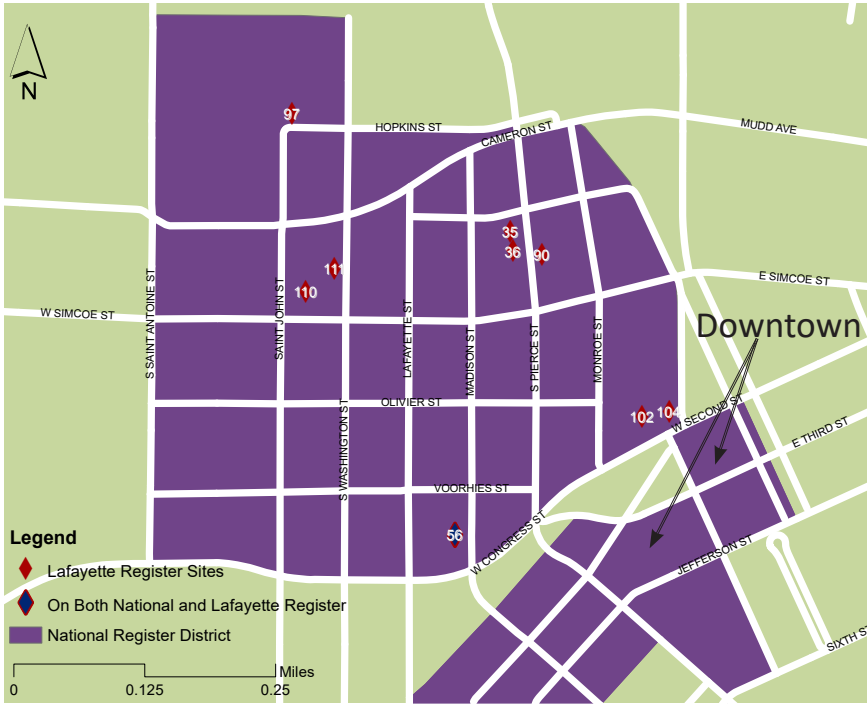 N
97
HOPKINS ST
CAMERON ST
MUDD AVE
35
36
90
111
110
E SIMCOE ST
W SIMCOE ST
S SAINT ANTOINE ST
SAINT JOHN ST
LAFAYETTE ST
MADISON ST
S PIERCE ST
MONROE ST
Downtown
OLIVIER ST
S WASHINGTON ST
102
104
W SECOND ST
E THIRD ST
VOORHIES ST
56
W CONGRESS ST
JEFFERSON ST
SIXTH ST
Legend
Lafayette Register Sites
On Both National and Lafayette Register
National Register District
Miles
0
0.125
0.25